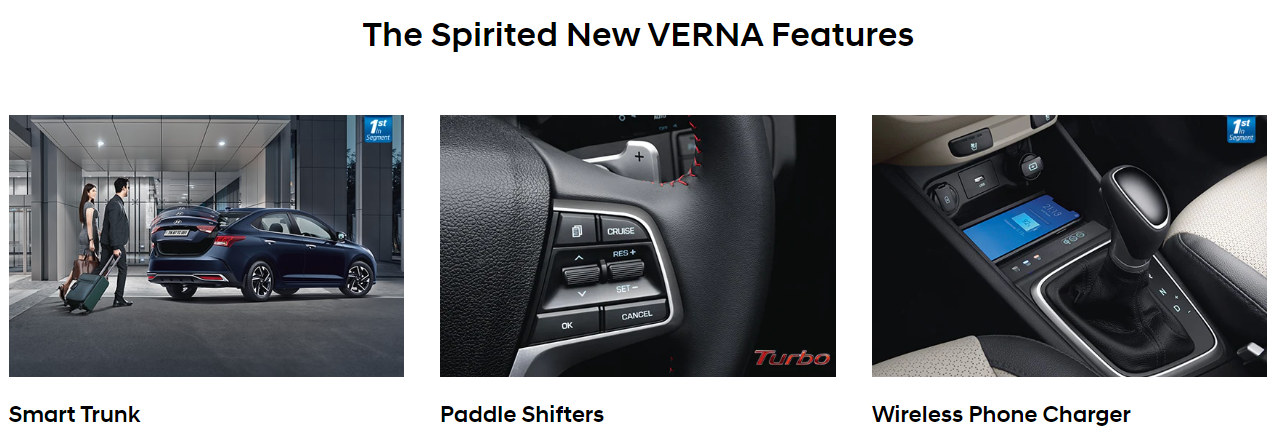 The Spirited New VERNA Features
1st
in
Segment
CRUISE
RES +
SET −
OK
CANCEL
+
Turbo
1st
in
Segment
N
+
D
-
Smart Trunk
Paddle Shifters
Wireless Phone Charger